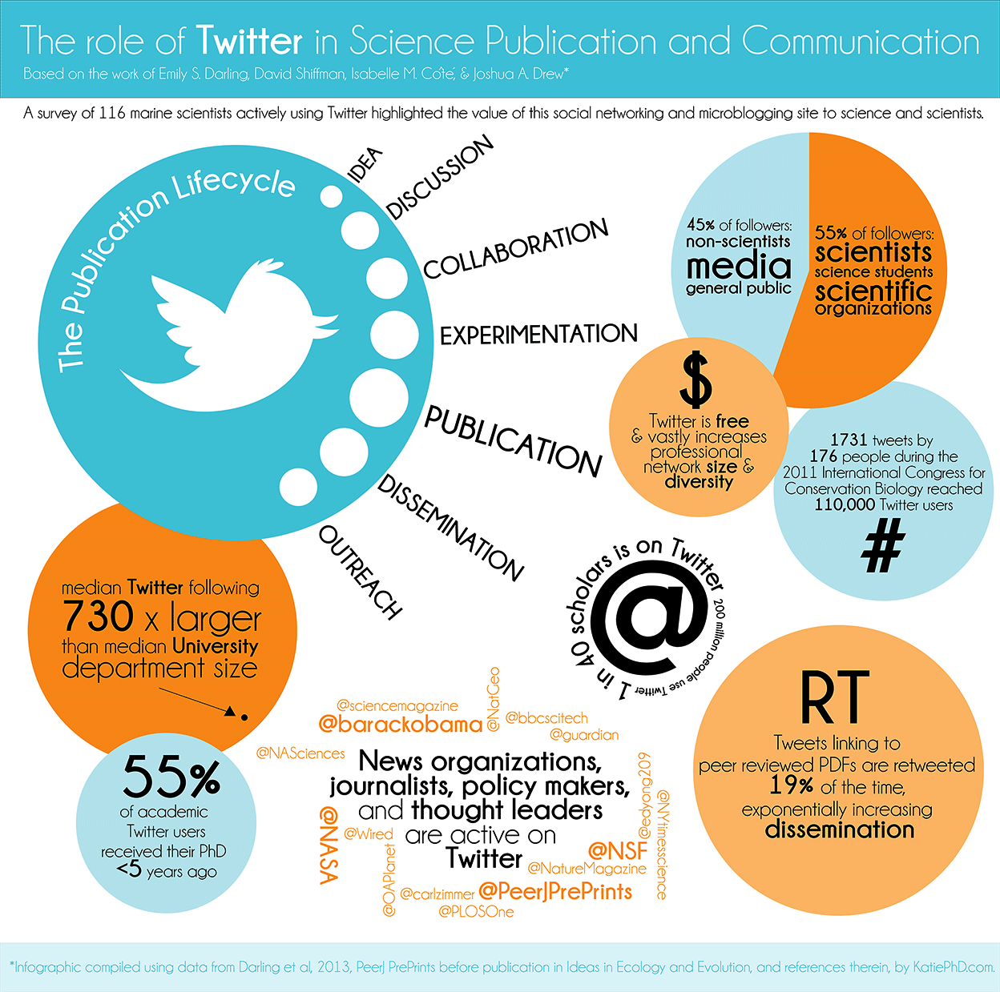 The role of Twitter in Science Publication and Communication
Based on the work of Emily S. Darling, David Shiffman, Isabelle M. Côté, & Joshua A. Drew*
A survey of 116 marine scientists actively using Twitter highlighted the value of this social networking and microblogging site to science and scientists.
The Publication Lifecycle
IDEA
DISCUSSION
COLLABORATION
EXPERIMENTATION
PUBLICATION
DISSEMINATION
OUTREACH
45% of followers:
non-scientists
media
general public
55% of followers:
scientists
science students
scientific
organizations
$
Twitter is free
& vastly increases
professional
network size &
diversity
1731 tweets by
176 people during the
2011 International Congress for
Conservation Biology reached
110,000 Twitter users
#
median Twitter following
730 x larger
than median University
department size
55%
of academic
Twitter users
received their PhD
<5 years ago
1 in 40 scholars is on Twitter
200 million people use Twitter
@
RT
Tweets linking to
peer reviewed PDFs are retweeted
19% of the time,
exponentially increasing
dissemination
@sciencemagazine
@barackobama
@NatGeo
@bbcscitech
@guardian
@NASciences
News organizations,
journalists, policy makers,
and thought leaders
are active on
Twitter
@edyong209
@NYtimesscience
@NASA
@Wired
@OAPlanet
@NSF
@NatureMagazine
@carlzimmer
@PeerJPrePrints
@PLOSOne
*Infographic compiled using data from Darling et al, 2013, PeerJ PrePrints before publication in Ideas in Ecology and Evolution, and references therein, by KatiePhD.com.